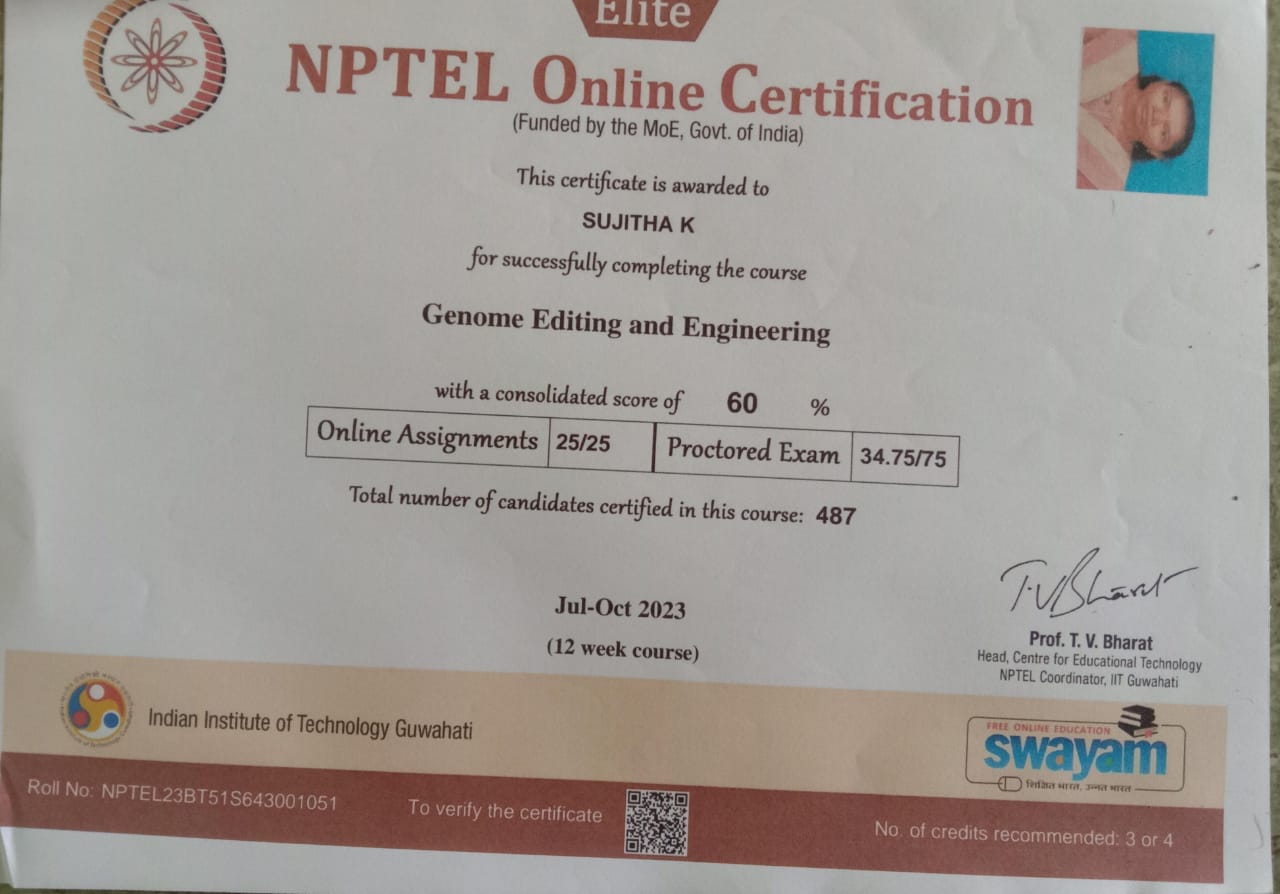 Elite
NPTEL Online Certification
(Funded by the MoE, Govt. of India)
This certificate is awarded to
SUJITHA K
for successfully completing the course
Genome Editing and Engineering
with a consolidated score of 60 %
Online Assignments 25/25 Proctored Exam 34.75/75
Total number of candidates certified in this course: 487
Jul-Oct 2023
(12 week course)
T.V Bharat
Prof. T. V. Bharat
Head, Centre for Educational Technology
NPTEL Coordinator, IIT Guwahati
Indian Institute of Technology Guwahati
FREE ONLINE EDUCATION
swayam
शिक्षित भारत, उन्नत भारत
Roll No: NPTEL23BT51S643001051
To verify the certificate
No. of credits recommended: 3 or 4